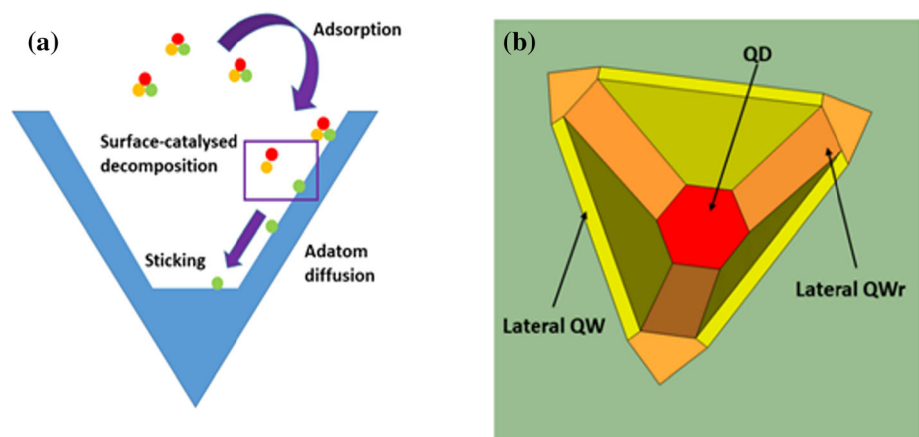 (a)
Adsorption
Surface-catalysed
decomposition
Sticking
Adatom
diffusion
(b)
QD
Lateral QW
Lateral QWr